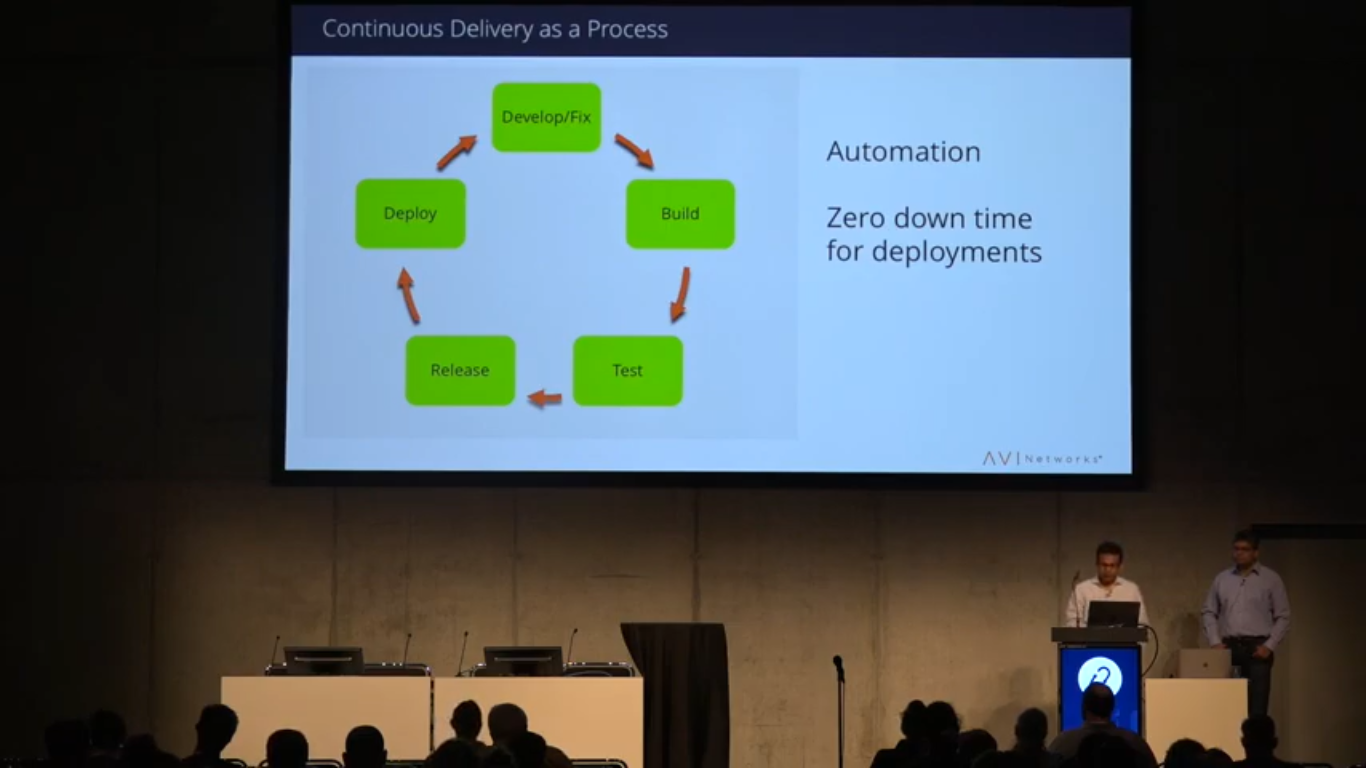 Continuous Delivery as a Process
Develop/Fix
Deploy
Build
Release
Test
Automation
Zero down time
for deployments
AVI Networks